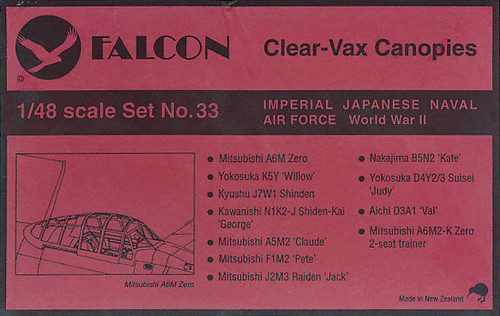 FALCON
Clear-Vax Canopies
©
1/48 scale Set No.33
IMPERIAL JAPANESE NAVAL
AIR FORCE World War II
Mitsubishi A6M Zero
• Mitsubishi A6M Zero
• Yokosuka K5Y 'Willow'
• Kyushu J7W1 Shinden
• Kawanishi N1K2-J Shiden-Kai
'George'
• Mitsubishi A5M2 'Claude'
• Mitsubishi F1M2 'Pete'
• Mitsubishi J2M3 Raiden 'Jack'
• Nakajima B5N2 'Kate'
• Yokosuka D4Y2/3 Suisei
'Judy'
• Aichi D3A1 'Val'
• Mitsubishi A6M2-K Zero
2-seat trainer
Made in New Zealand